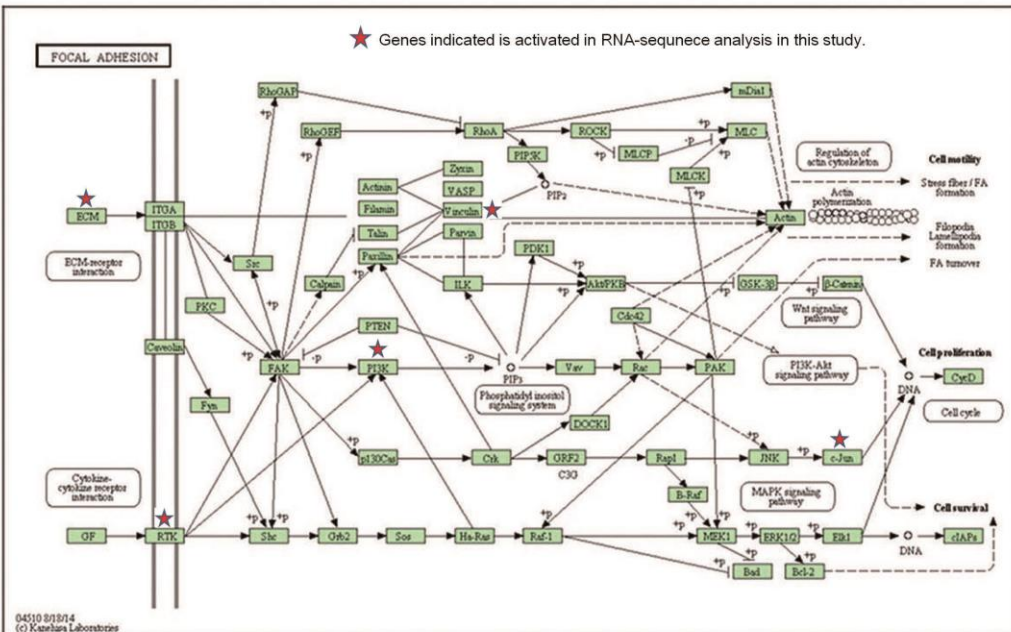 Genes indicated is activated in RNA-sequnece analysis in this study.
FOCAL ADHESION
RhoGAP
mDia1
+p
RhoGEF
RhoA
ROCK
+p
MLC
+p
PIP5K
+p
MLCP
-p
+p
MLCK
Regulation of
actin cytoskeleton
Cell motility
Zyxin
Actinin
VASP
PIP2
Stress fiber / FA
formation
Actin
polymerization
ECM
ITGA
ITGB
Filamin
Vinculin
Actin
Talin
Parvin
Filopodia
Lamellipodia
formation
ECM-receptor
interaction
Src
Paxillin
PDK1
FA turnover
+p
Calpain
+p
ILK
+p
+p
Akt/PKB
GSK-3β
β-Catenin
PKC
+p
Cdc42
Wnt signaling
pathway
PTEN
Caveolin
+p
-p
-p
FAK
PI3K
PIP3
Vav
Rac
PAK
PI3K-Akt
signaling pathway
Cell proliferation
DNA
CycD
Fyn
Phosphatidyl inositol
signaling system
Cell cycle
DOCK1
+p
p130Cas
Crk
GRF2
C3G
Rap1
+p
JNK
+p
c-Jun
Cytokine-
cytokine receptor
interaction
B-Raf
MAPK signaling
pathway
Cell survival
+p
+p
+p
+p
+p
+p
+p
GF
RTK
Shc
Grb2
Sos
Ha-Ras
Raf-1
MEK1
ERK1/2
Elk1
DNA
cIAPs
+p
+p
Bad
Bcl-2
04510 8/18/14
(c) Kanehisa Laboratories